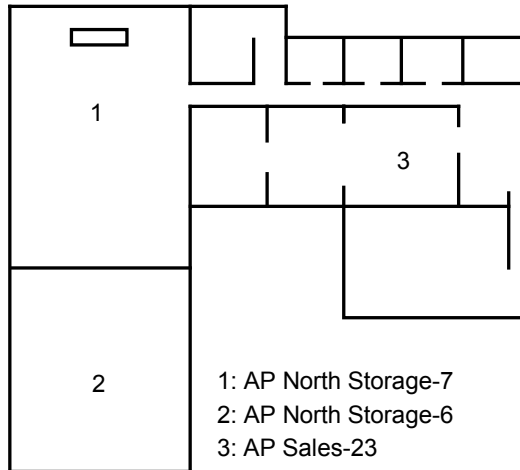 1
3
2
1: AP North Storage-7
2: AP North Storage-6
3: AP Sales-23